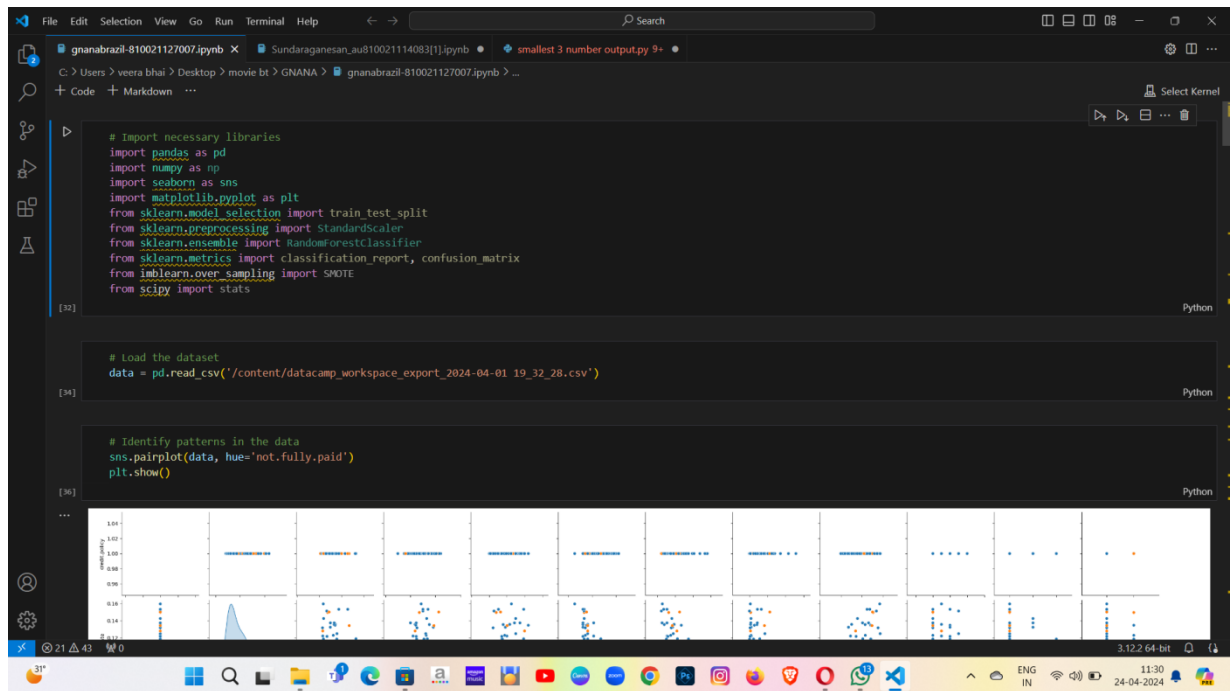 File Edit Selection View Go Run Terminal Help
Search
gnanabrazil-810021127007.ipynb
Sundaraganesan_au810021114083[1].ipynb
smallest 3 number output.py 9+
C: > Users > veera bhai > Desktop > movie bt > GNANA > gnanabrazil-810021127007.ipynb > ...
+ Code + Markdown ...
Select Kernel
# Import necessary libraries
import pandas as pd
import numpy as np
import seaborn as sns
import matplotlib.pyplot as plt
from sklearn.model_selection import train_test_split
from sklearn.preprocessing import StandardScaler
from sklearn.ensemble import RandomForestClassifier
from sklearn.metrics import classification_report, confusion_matrix
from imblearn.over_sampling import SMOTE
from scipy import stats
[32]
Python
# Load the dataset
data = pd.read_csv('/content/datacamp_workspace_export_2024-04-01 19_32_28.csv')
[34]
Python
# Identify patterns in the data
sns.pairplot(data, hue='not.fully.paid')
plt.show()
[36]
Python
...
1.04
1.02
1.00
0.98
0.96
0.16
0.14
0.12
21 43 0
3.12.2 64-bit
31°
13
ENG
IN
11:30
24-04-2024